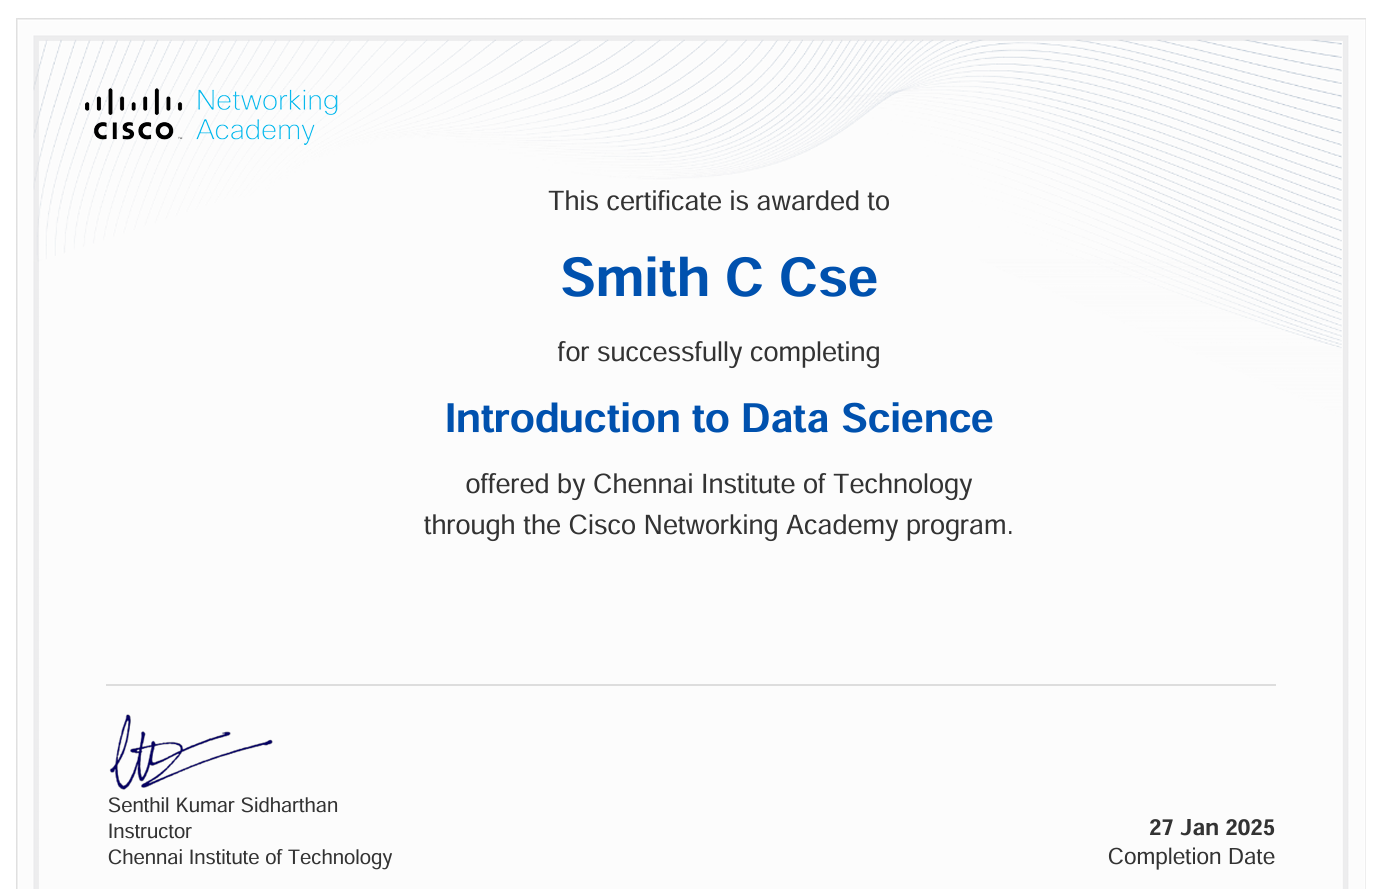 cisco Networking
Academy
This certificate is awarded to
Smith C Cse
for successfully completing
Introduction to Data Science
offered by Chennai Institute of Technology
through the Cisco Networking Academy program.
Senthil Kumar Sidharthan
Instructor
Chennai Institute of Technology
27 Jan 2025
Completion Date